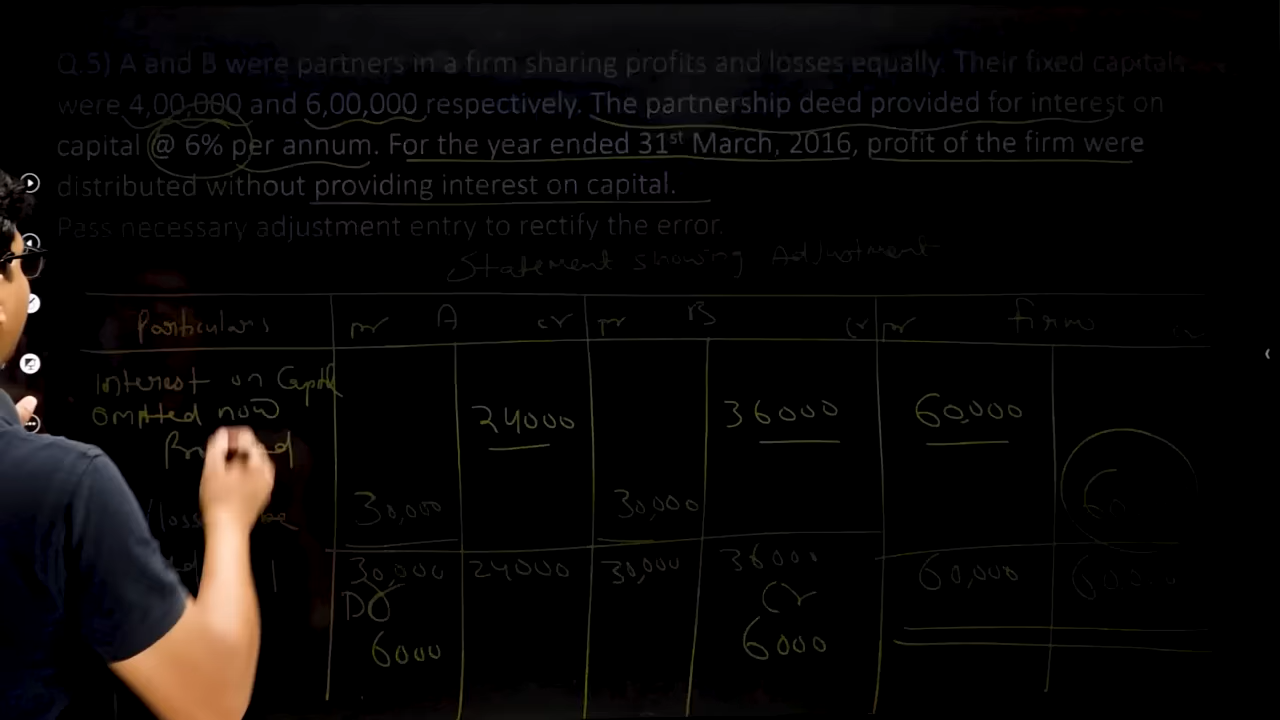 Q.5) A and B were partners in a firm sharing profits and losses equally. Their fixed capitals
were 4,00,000 and 6,00,000 respectively. The partnership deed provided for interest on
capital @ 6% per annum. For the year ended 31st March, 2016, profit of the firm were
distributed without providing interest on capital.
Pass necessary adjustment entry to rectify the error.
Statement showing Adjustment
Particulars Dr A Cr Dr B Cr Dr firm
Interest on Capital
omitted now 24000 36000 60,000
30,000 30,000
30,000 24000 30,000 36000 60,000 60,000
Dr Cr
6000 6000